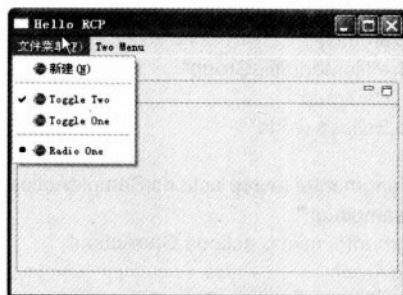 Hello RCP
文件菜单(F) Two Menu
新建(N)
Toggle Two
Toggle One
Radio One